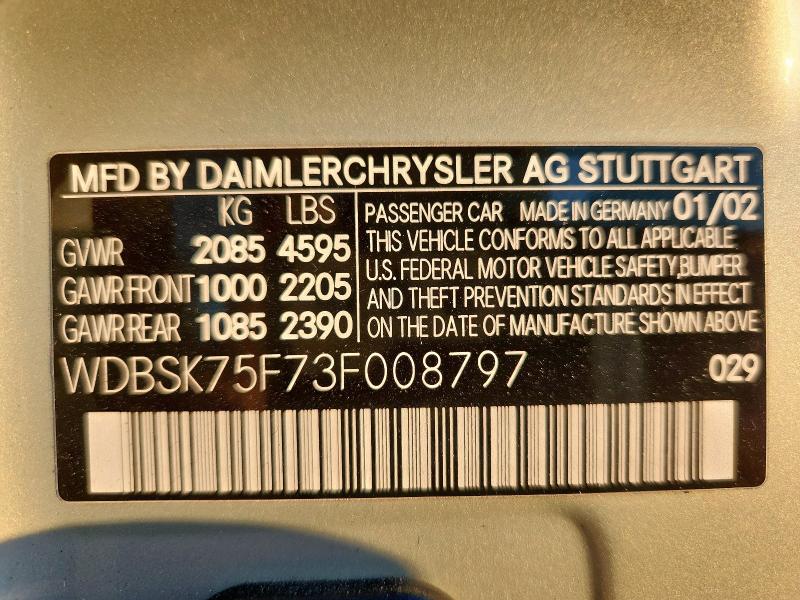 MFD BY DAIMLERCHRYSLER AG STUTTGART
KG LBS
GVWR 2085 4595
GAWR FRONT 1000 2205
GAWR REAR 1085 2390
PASSENGER CAR MADE IN GERMANY 01/02
THIS VEHICLE CONFORMS TO ALL APPLICABLE
U.S. FEDERAL MOTOR VEHICLE SAFETY, BUMPER
AND THEFT PREVENTION STANDARDS IN EFFECT
ON THE DATE OF MANUFACTURE SHOWN ABOVE
WDBSK75F73F008797 029